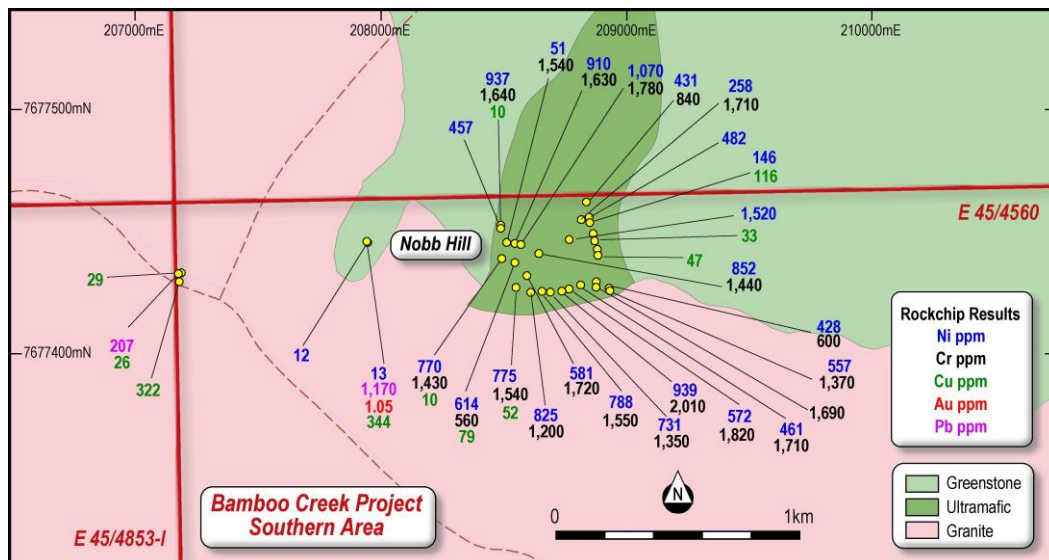 207000mE
208000mE
209000mE
210000mE
7677500mN
7677400mN
51
1,540
910
1,630
1,070
1,780
431
840
258
1,710
937
1,640
10
457
482
146
116
1,520
33
47
E 45/4560
Nobb Hill
29
207
26
322
12
13
1,170
1.05
344
770
1,430
10
614
560
79
775
1,540
52
825
1,200
581
1,720
788
1,550
731
1,350
939
2,010
572
1,820
461
1,710
1,690
557
1,370
428
600
852
1,440
Rockchip Results
Ni ppm
Cr ppm
Cu ppm
Au ppm
Pb ppm
Greenstone
Ultramafic
Granite
N
0
1km
Bamboo Creek Project
Southern Area
E 45/4853-I